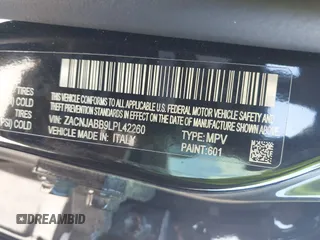 TIRES
COLD
TIRES
PSI) COLD
THIS VEHICLE CONFORMS TO ALL APPLICABLE U.S. FEDERAL MOTOR VEHICLE SAFETY AND
THEFT PREVENTION STANDARDS IN EFFECT ON THE DATE OF MANUFACTURE SHOWN ABOVE.
VIN: ZACNJABB9LPL42260
TYPE: MPV
VEHICLE MADE IN: ITALY
PAINT: 601
DREAMBID